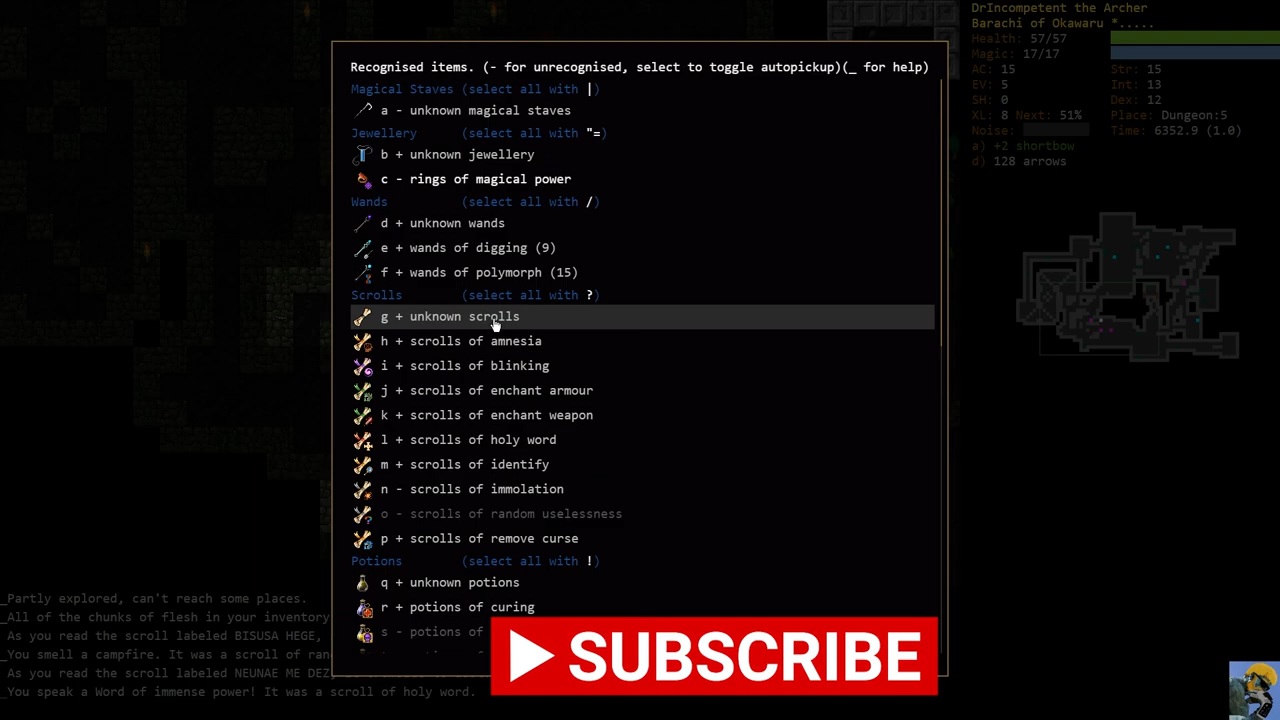 DrIncompetent the Archer
Barachi of Okawaru *.....
Health: 57/57
Magic: 17/17
AC: 15 Str: 15
EV: 5 Int: 13
SH: 0 Dex: 12
XL: 8 Next: 51% Place: Dungeon:5
Noise: Time: 6352.9 (1.0)
a) +2 shortbow
d) 128 arrows
Recognised items. (- for unrecognised, select to toggle autopickup)(_ for help)
Magical Staves (select all with |)
a - unknown magical staves
Jewellery (select all with "=)
b + unknown jewellery
c - rings of magical power
Wands (select all with /)
d + unknown wands
e + wands of digging (9)
f + wands of polymorph (15)
Scrolls (select all with ?)
g + unknown scrolls
h + scrolls of amnesia
i + scrolls of blinking
j + scrolls of enchant armour
k + scrolls of enchant weapon
l + scrolls of holy word
m + scrolls of identify
n - scrolls of immolation
o - scrolls of random uselessness
p + scrolls of remove curse
Potions (select all with !)
q + unknown potions
r + potions of curing
s - potions of
_Partly explored, can't reach some places.
_All of the chunks of flesh in your inventory
As you read the scroll labeled BISUSA HEGE,
_You smell a campfire. It was a scroll of ran
As you read the scroll labeled NEUNAE ME DEZ
_You speak a Word of immense power! It was a scroll of holy word.
SUBSCRIBE